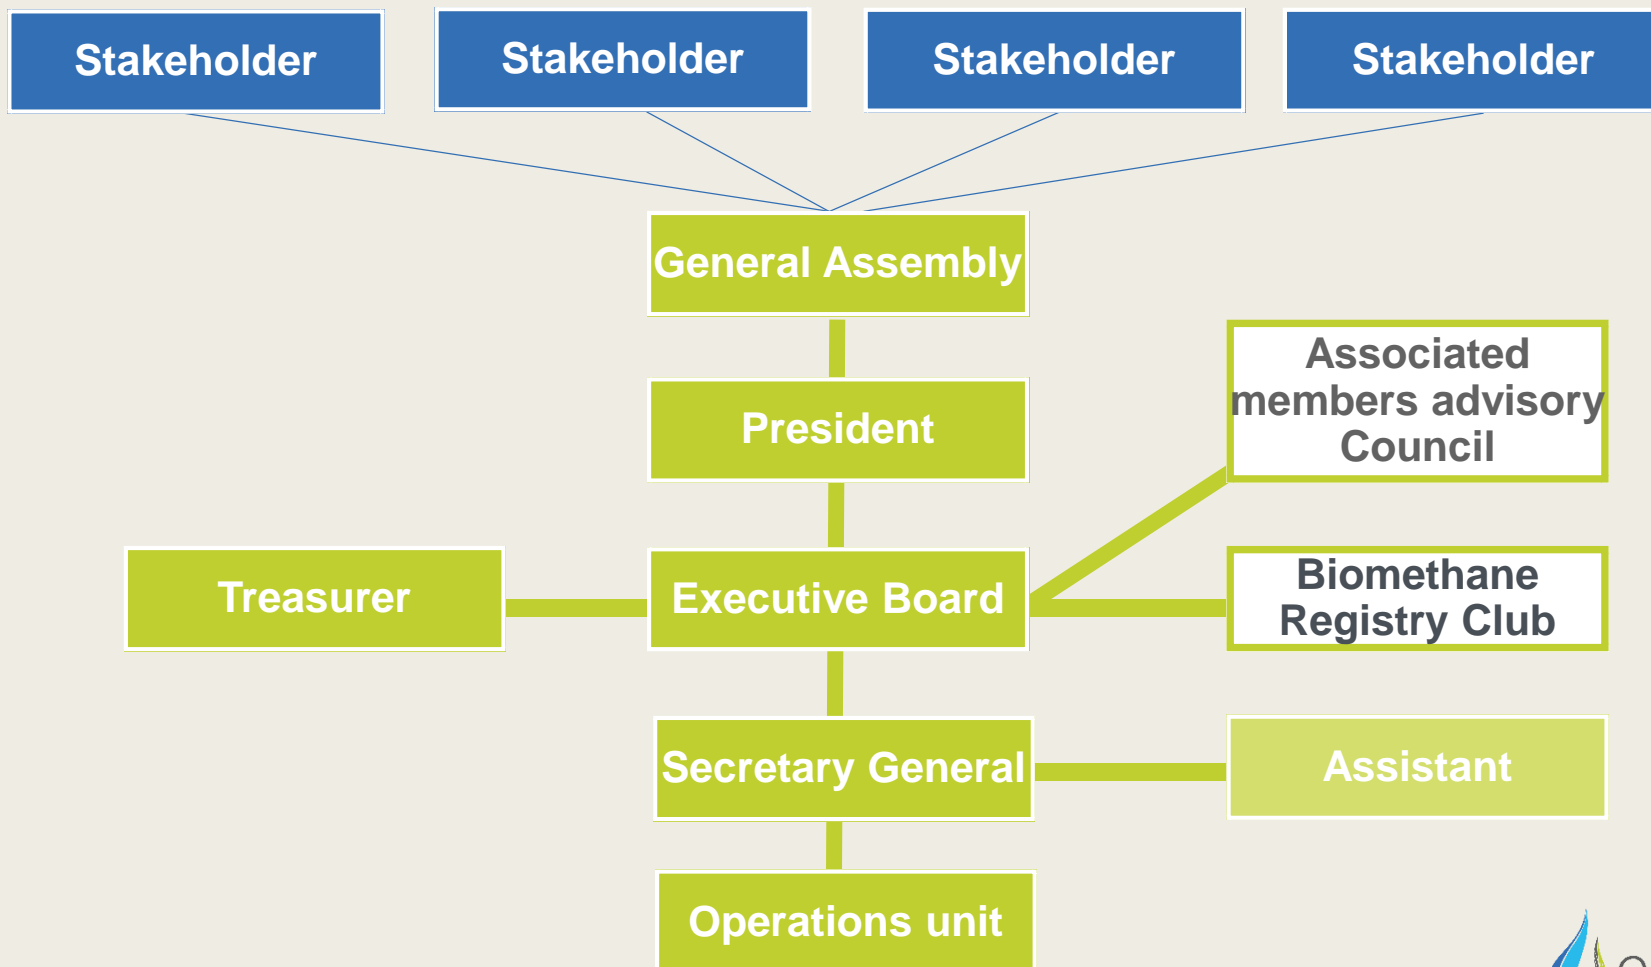 Stakeholder
Stakeholder
Stakeholder
Stakeholder
General Assembly
President
Associated
members advisory
Council
Treasurer
Executive Board
Biomethane
Registry Club
Secretary General
Assistant
Operations unit